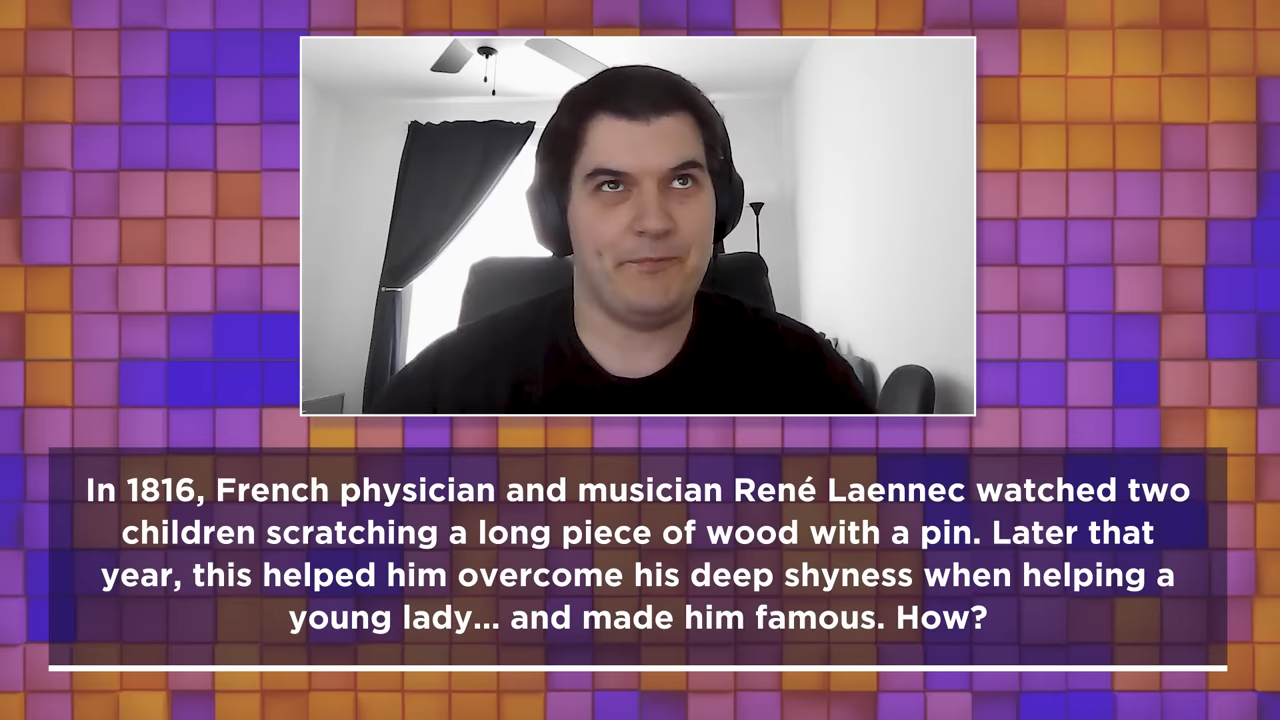 In 1816, French physician and musician René Laennec watched two
children scratching a long piece of wood with a pin. Later that
year, this helped him overcome his deep shyness when helping a
young lady... and made him famous. How?